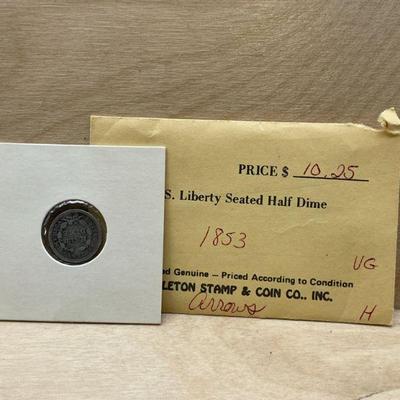 PRICE $ 10.25
S. Liberty Seated Half Dime
1853
VG
ed Genuine — Priced According to Condition
LETON STAMP & COIN CO., INC.
arrows
H